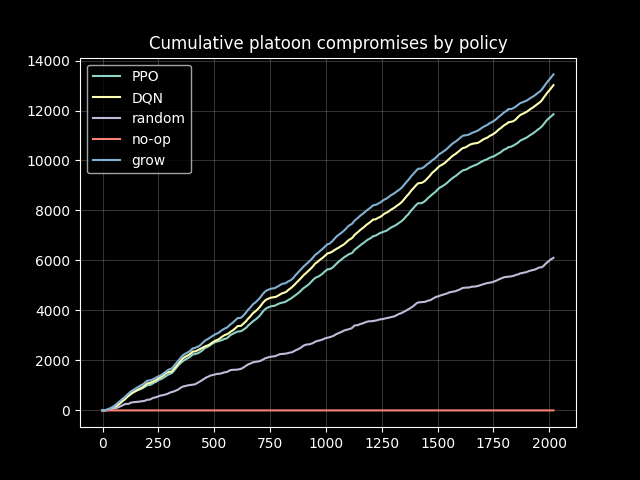 Cumulative platoon compromises by policy
14000
12000
10000
8000
6000
4000
2000
0
PPO
DQN
random
no-op
grow
0 250 500 750 1000 1250 1500 1750 2000